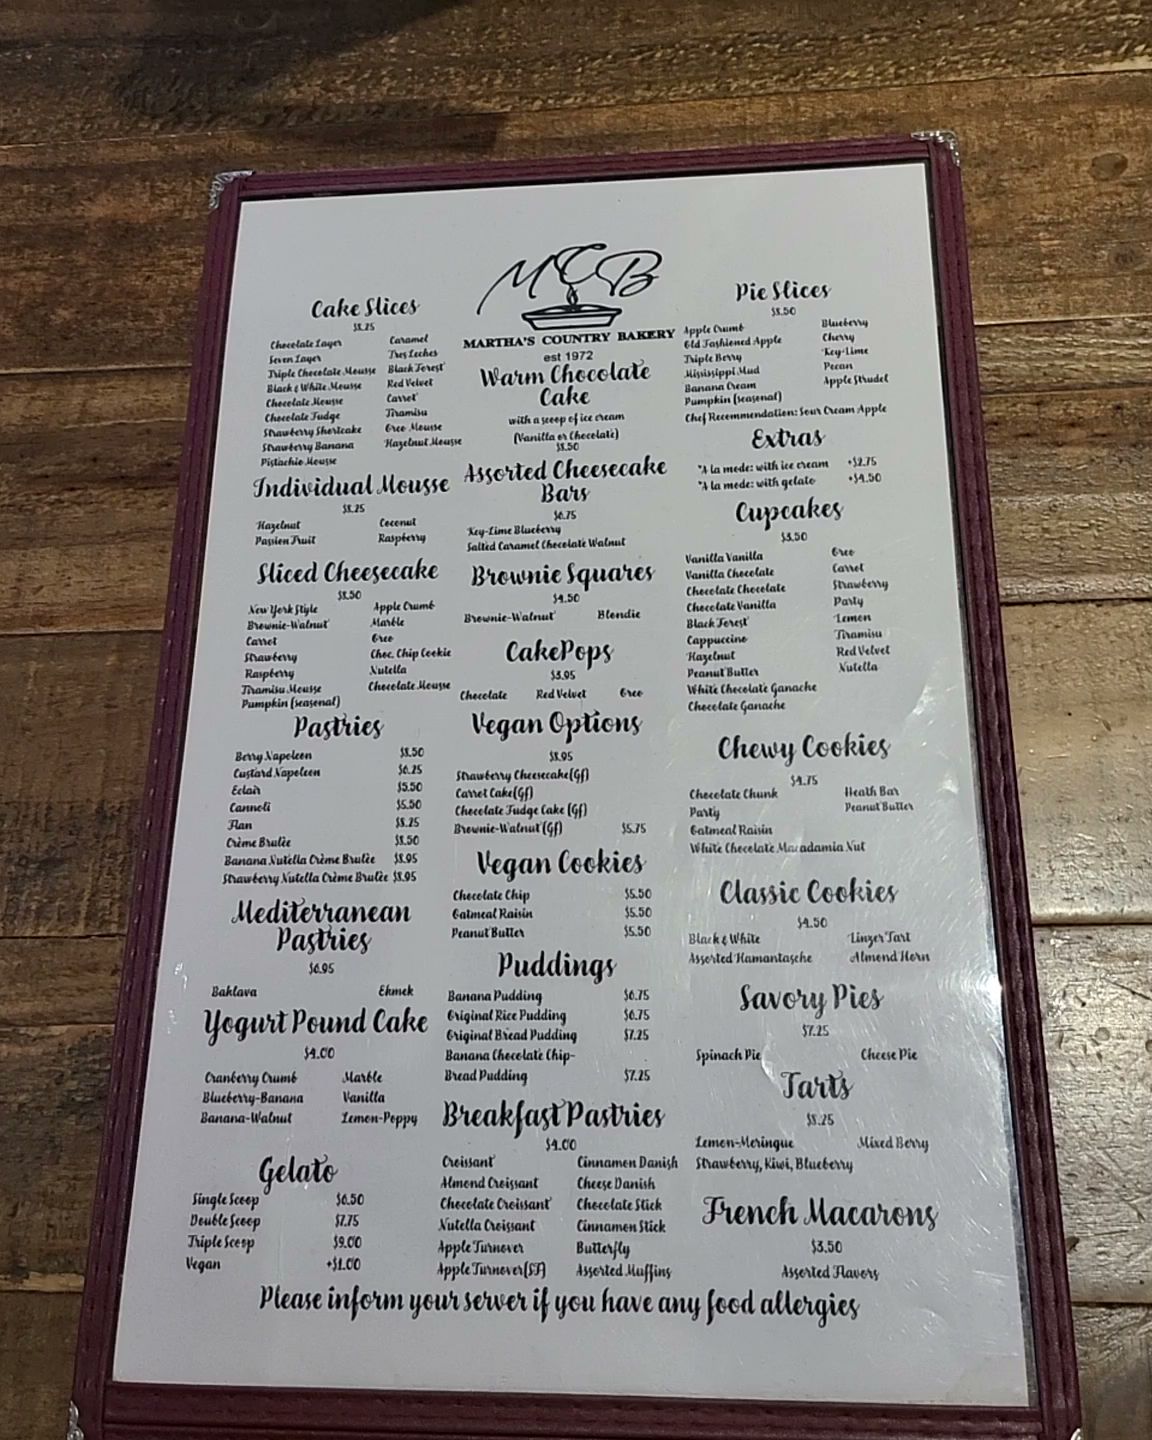 MCB
MARTHA'S COUNTRY BAKERY
est 1972
Cake Slices
$8.25
Chocolate Layer
Seven Layer
Triple Chocolate Mousse
Black & White Mousse
Chocolate Mousse
Chocolate Fudge
Strawberry Shortcake
Strawberry Banana
Pistachio Mousse
Caramel
Tres Leches
Black Forest
Red Velvet
Carrot
Tiramisu
Oreo Mousse
Hazelnut Mousse
Individual Mousse
$8.25
Hazelnut
Passion Fruit
Coconut
Raspberry
Sliced Cheesecake
$8.50
New York Style
Brownie-Walnut
Carrot
Strawberry
Raspberry
Tiramisu Mousse
Pumpkin (seasonal)
Apple Crumb
Marble
Oreo
Choc. Chip Cookie
Nutella
Chocolate Mousse
Pastries
Berry Napoleon $8.50
Custard Napoleon $6.25
Eclair $5.50
Cannoli $5.50
Flan $8.25
Crème Brulèe $8.50
Banana Nutella Crème Brulèe $8.95
Strawberry Nutella Crème Brulèe $8.95
Mediterranean
Pastries
$6.95
Baklava Ekmek
Yogurt Pound Cake
$4.00
Cranberry Crumb
Blueberry-Banana
Banana-Walnut
Marble
Vanilla
Lemon-Poppy
Gelato
Single Scoop $6.50
Double Scoop $7.75
Triple Scoop $9.00
Vegan +$1.00
Warm Chocolate
Cake
with a scoop of ice cream
(Vanilla or Chocolate)
$8.50
Assorted Cheesecake
Bars
$6.75
Key-Lime Blueberry
Salted Caramel Chocolate Walnut
Brownie Squares
$4.50
Brownie-Walnut Blondie
CakePops
$3.95
Chocolate Red Velvet Oreo
Vegan Options
$8.95
Strawberry Cheesecake(Gf)
Carrot Cake(Gf)
Chocolate Fudge Cake (Gf)
Brownie-Walnut(Gf) $5.75
Vegan Cookies
Chocolate Chip $5.50
Oatmeal Raisin $5.50
Peanut Butter $5.50
Puddings
Banana Pudding $6.75
Original Rice Pudding $6.75
Original Bread Pudding $7.25
Banana Chocolate Chip-
Bread Pudding $7.25
Breakfast Pastries
$4.00
Croissant
Almond Croissant
Chocolate Croissant
Nutella Croissant
Apple Turnover
Apple Turnover(SF)
Cinnamon Danish
Cheese Danish
Chocolate Stick
Cinnamon Stick
Butterfly
Assorted Muffins
Pie Slices
$8.50
Apple Crumb
Old Fashioned Apple
Triple Berry
Mississippi Mud
Banana Cream
Pumpkin (seasonal)
Blueberry
Cherry
Key-Lime
Pecan
Apple Strudel
Chef Recommendation: Sour Cream Apple
Extras
*A la mode: with ice cream +$2.75
*A la mode: with gelato +$4.50
Cupcakes
$3.50
Vanilla Vanilla
Vanilla Chocolate
Chocolate Chocolate
Chocolate Vanilla
Black Forest
Cappuccino
Hazelnut
Peanut Butter
White Chocolate Ganache
Chocolate Ganache
Oreo
Carrot
Strawberry
Party
Lemon
Tiramisu
Red Velvet
Nutella
Chewy Cookies
$4.75
Chocolate Chunk
Party
Oatmeal Raisin
White Chocolate Macadamia Nut
Heath Bar
Peanut Butter
Classic Cookies
$4.50
Black & White
Assorted Hamantasche
Linzer Tart
Almond Horn
Savory Pies
$7.25
Spinach Pie Cheese Pie
Tarts
$8.25
Lemon-Meringue Mixed Berry
Strawberry, Kiwi, Blueberry
French Macarons
$3.50
Assorted Flavors
Please inform your server if you have any food allergies